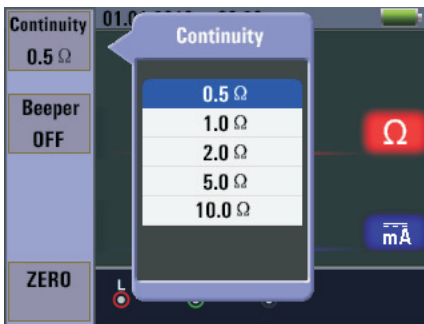 Continuity
0.5 Ω
Beeper
OFF
ZERO
Continuity
0.5 Ω
1.0 Ω
2.0 Ω
5.0 Ω
10.0 Ω
Ω
mA
L